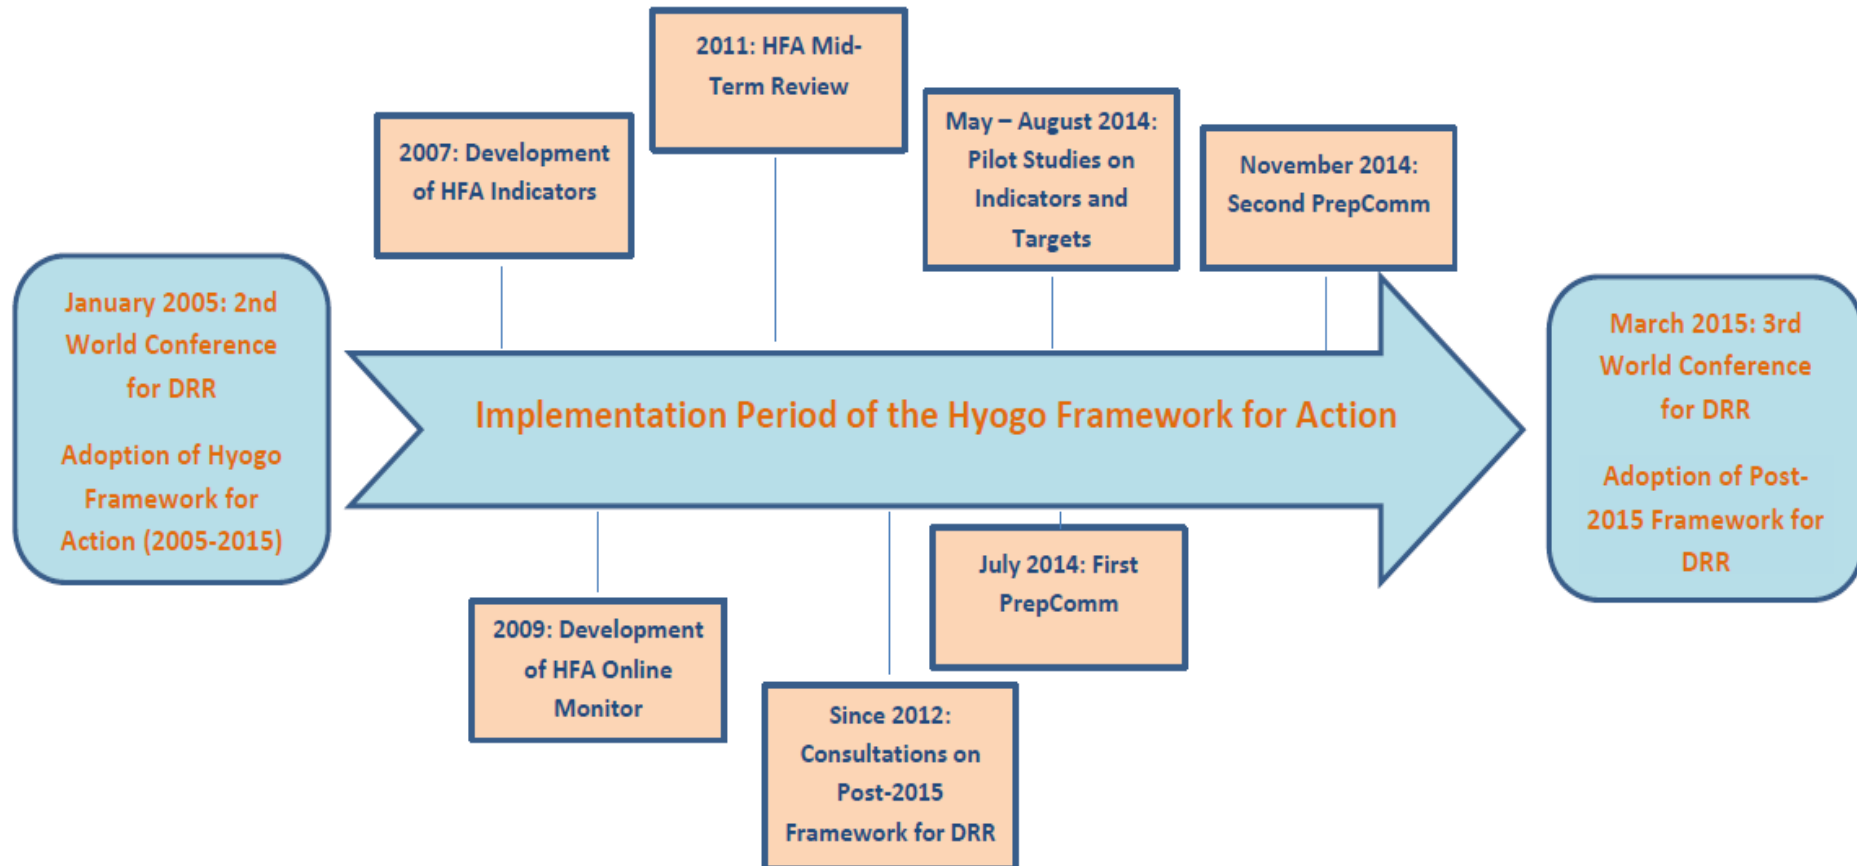 January 2005: 2nd
World Conference
for DRR
Adoption of Hyogo
Framework for
Action (2005-2015)
2007: Development
of HFA Indicators
2011: HFA Mid-
Term Review
May – August 2014:
Pilot Studies on
Indicators and
Targets
November 2014:
Second PrepComm
Implementation Period of the Hyogo Framework for Action
2009: Development
of HFA Online
Monitor
Since 2012:
Consultations on
Post-2015
Framework for DRR
July 2014: First
PrepComm
March 2015: 3rd
World Conference
for DRR
Adoption of Post-
2015 Framework for
DRR